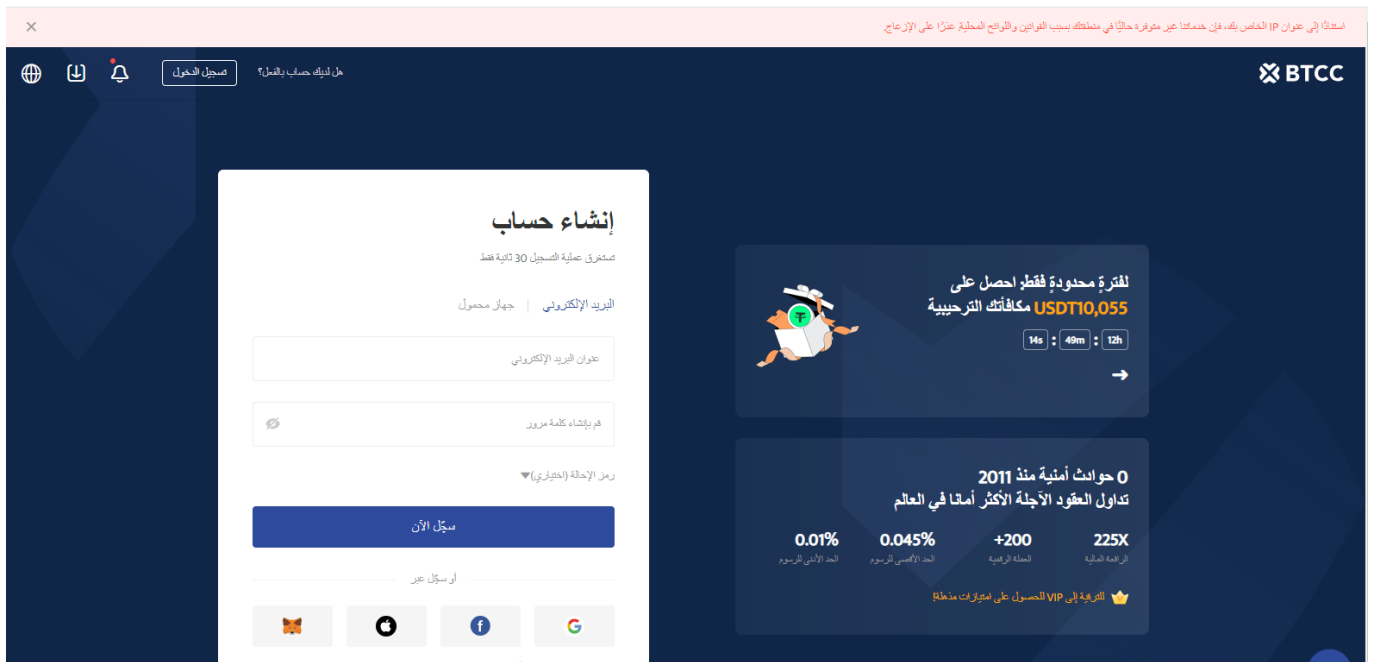 استنادًا إلى عنوان IP الخاص بك، فإن خدماتنا غير متوفرة حاليًا في منطقتك بسبب القوانين واللوائح المحلية عذرًا على الإزعاج.
BTCC
هل لديك حساب بالفعل؟
تسجيل الدخول
إنشاء حساب
تستغرق عملية التسجيل 30 ثانية فقط
البريد الإلكتروني | جهاز محمول
عنوان البريد الإلكتروني
قم بإنشاء كلمة مرور
رمز الإحالة (اختياري)
سجّل الآن
أو سجّل عبر
لفترةٍ محدودةٍ فقط, احصل على
USDT10,055 مكافأتك الترحيبية
12h : 49m : 14s
0 حوادث أمنية منذ 2011
تداول العقود الآجلة الأكثر أمانا في العالم
225X
+200
0.045%
0.01%
الرافعة المالية
العملة الرقمية
الحد الأقصى للرسوم
الحد الأدنى للرسوم
الترقية إلى VIP للحصول على امتيازات مذهلة!